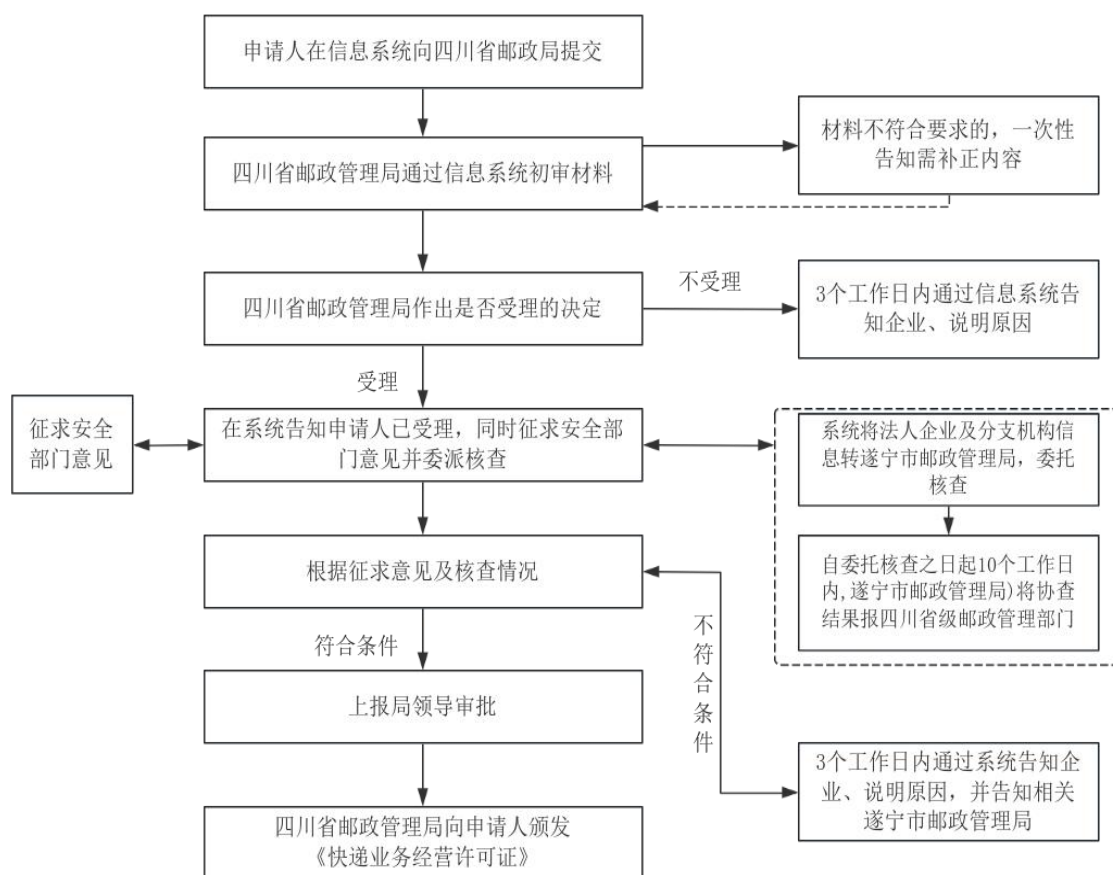 申请人在信息系统向四川省邮政局提交
四川省邮政管理局通过信息系统初审材料
材料不符合要求的，一次性
告知需补正内容
四川省邮政管理局作出是否受理的决定
不受理
3个工作日内通过信息系统告
知企业、说明原因
受理
征求安全
部门意见
在系统告知申请人已受理，同时征求安全部
门意见并委派核查
系统将法人企业及分支机构信
息转遂宁市邮政管理局，委托
核查
自委托核查之日起10个工作日
内,遂宁市邮政管理局)将协查
结果报四川省级邮政管理部门
根据征求意见及核查情况
符合条件
不符合条件
上报局领导审批
3个工作日内通过系统告知企
业、说明原因，并告知相关
遂宁市邮政管理局
四川省邮政管理局向申请人颁发
《快递业务经营许可证》